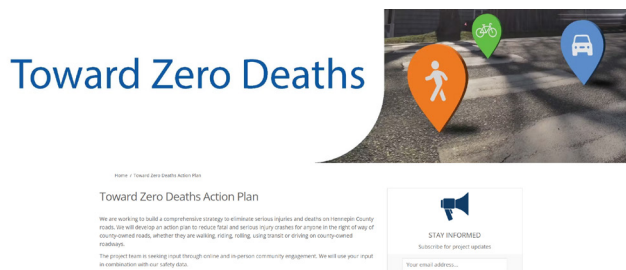 Toward Zero Deaths
Home / Toward Zero Deaths Action Plan
Toward Zero Deaths Action Plan
We are working to build a comprehensive strategy to eliminate serious injuries and deaths on Hennepin County
roads. We will develop an action plan to reduce fatal and serious injury crashes for anyone in the right of way of
county-owned roads, whether they are walking, riding, rolling, using transit or driving on county-owned
roadways.
The project team is seeking input through online and in-person community engagement. We will use your input
in-combination with our safety data.
STAY INFORMED
Subscribe for project updates
Your email address...